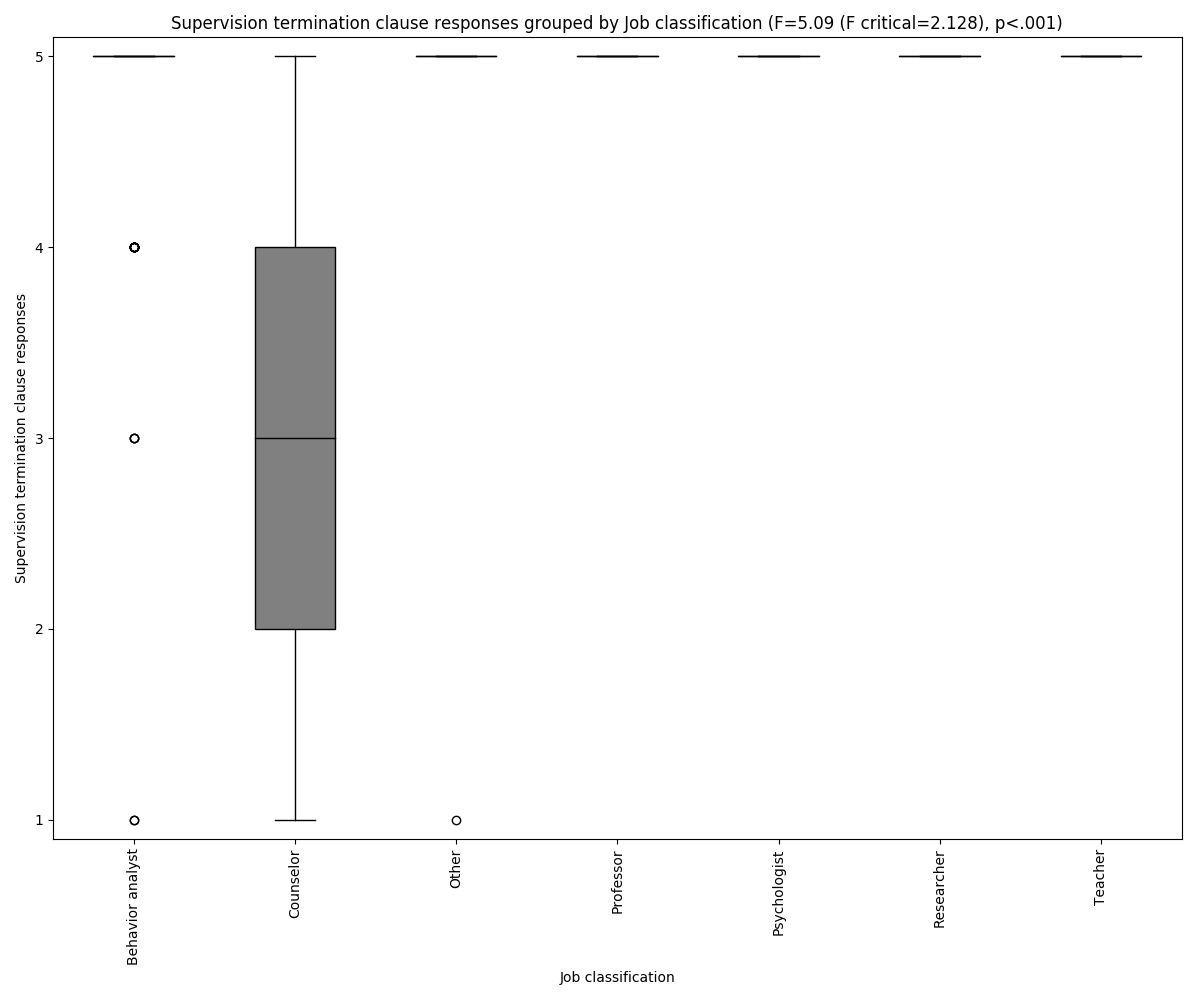 Supervision termination clause responses grouped by Job classification (F=5.09 (F critical=2.128), p<.001)
Supervision termination clause responses
5
4
3
2
1
Behavior analyst
Counselor
Other
Professor
Psychologist
Researcher
Teacher
Job classification